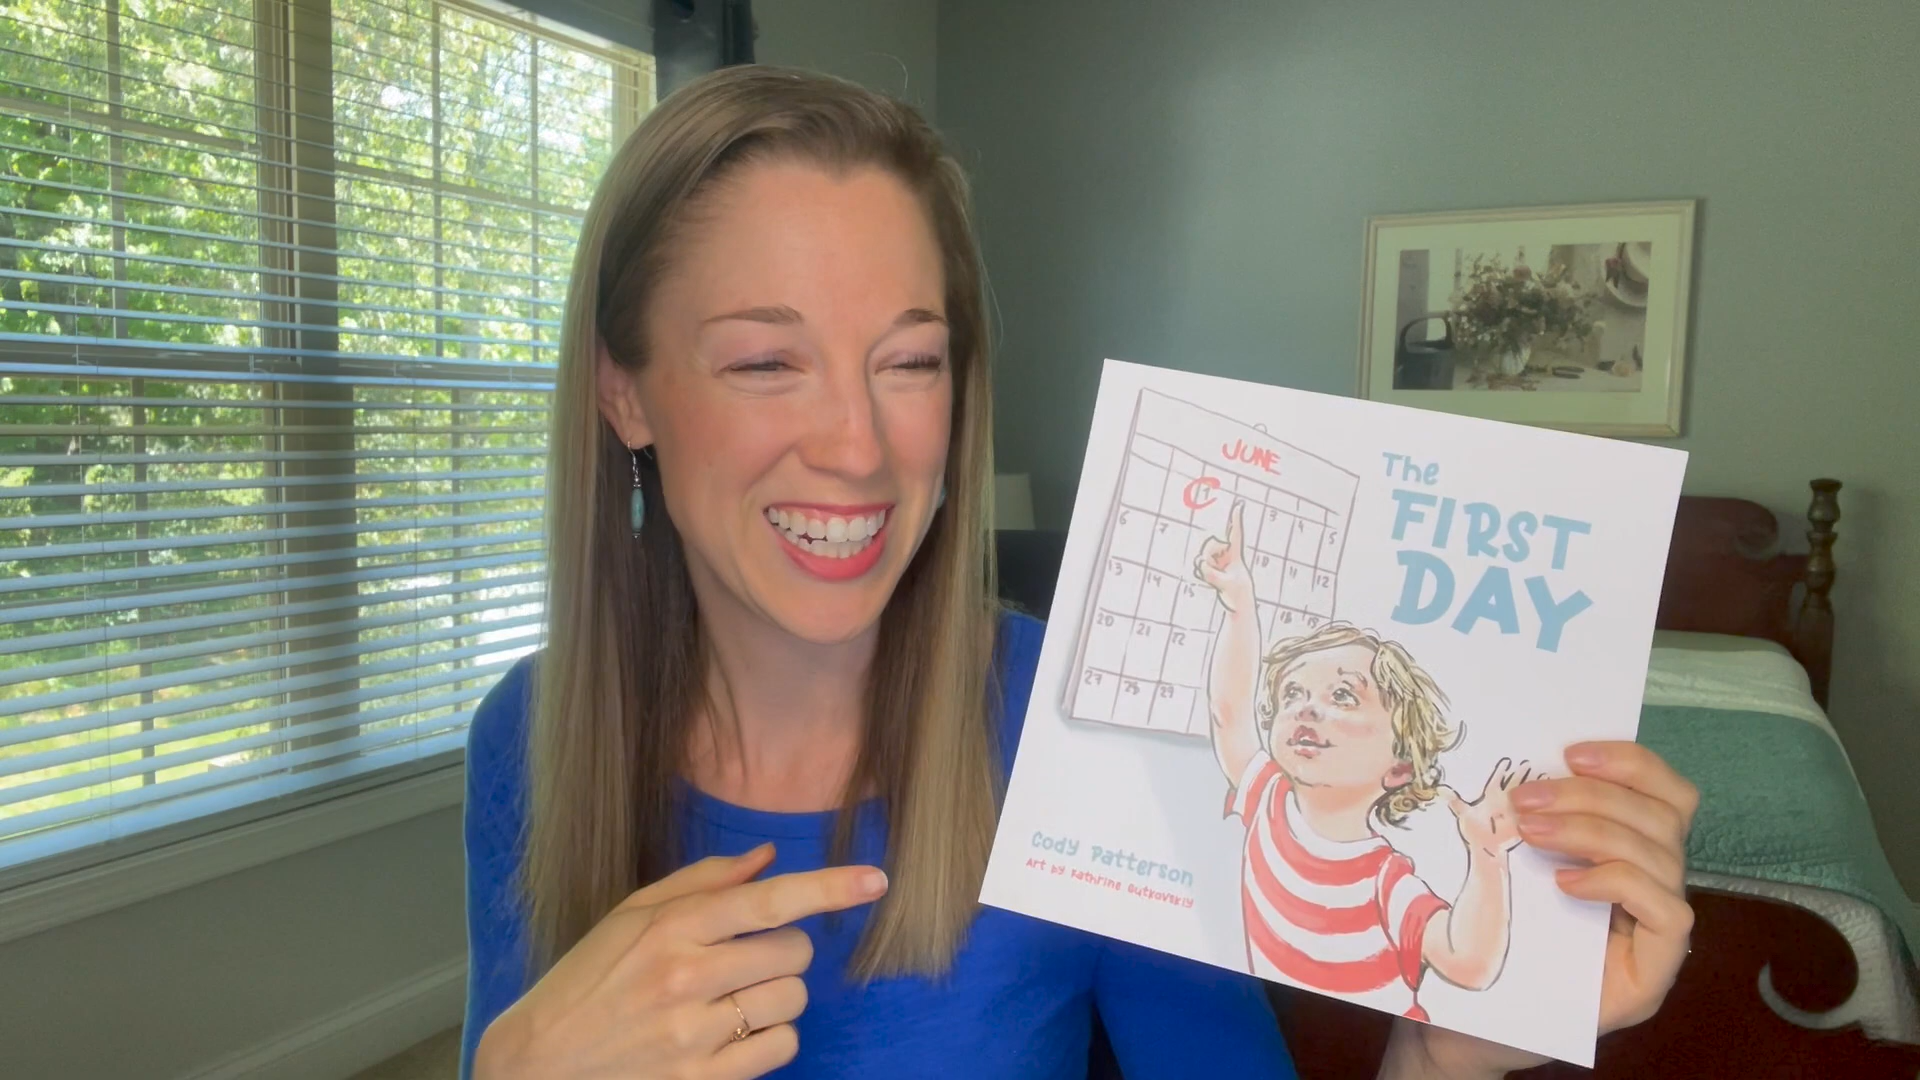 JUNE
1
3 4 5
6 7 10 11 12
13 14 15 18 19
20 21 22
27 28 29
The
FIRST
DAY
Cody Patterson
Art by Kathrine Gutkovskiy